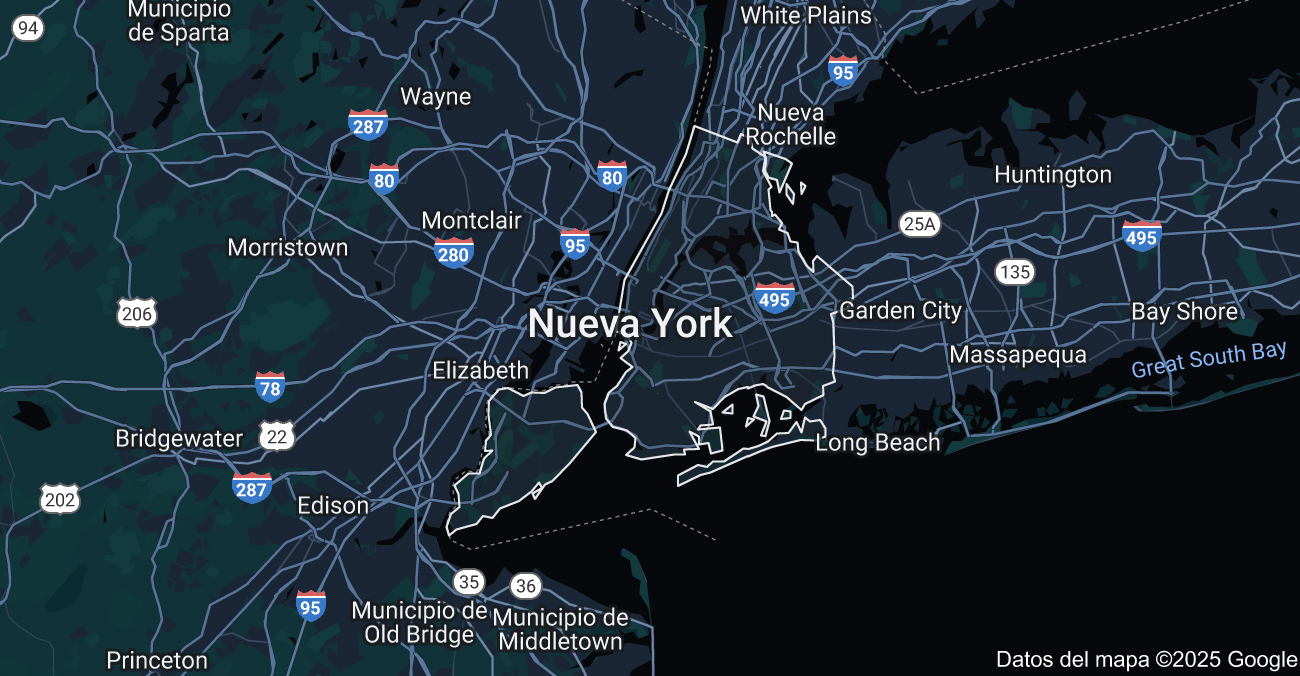 Municipio
de Sparta
White Plains
94
95
Wayne
287
Nueva
Rochelle
80
80
Huntington
Montclair
25A
Morristown
280
95
495
135
206
495
Garden City
Bay Shore
Nueva York
Massapequa
Great South Bay
Elizabeth
78
Bridgewater
22
Long Beach
287
202
Edison
35
36
95
Municipio de
Old Bridge
Municipio de
Middletown
Princeton
Datos del mapa ©2025 Google